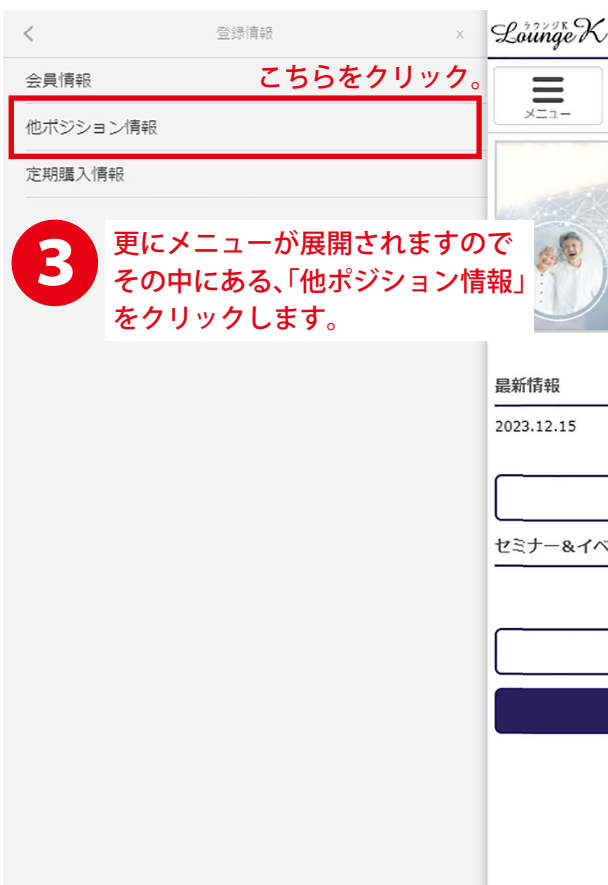 登録情報
x
会員情報
こちらをクリック。
他ポジション情報
定期購入情報
3
更にメニューが展開されますので
その中にある、「他ポジション情報」
をクリックします。
ラウンジK
Lounge K
メニュー
最新情報
2023.12.15
セミナー&イベ